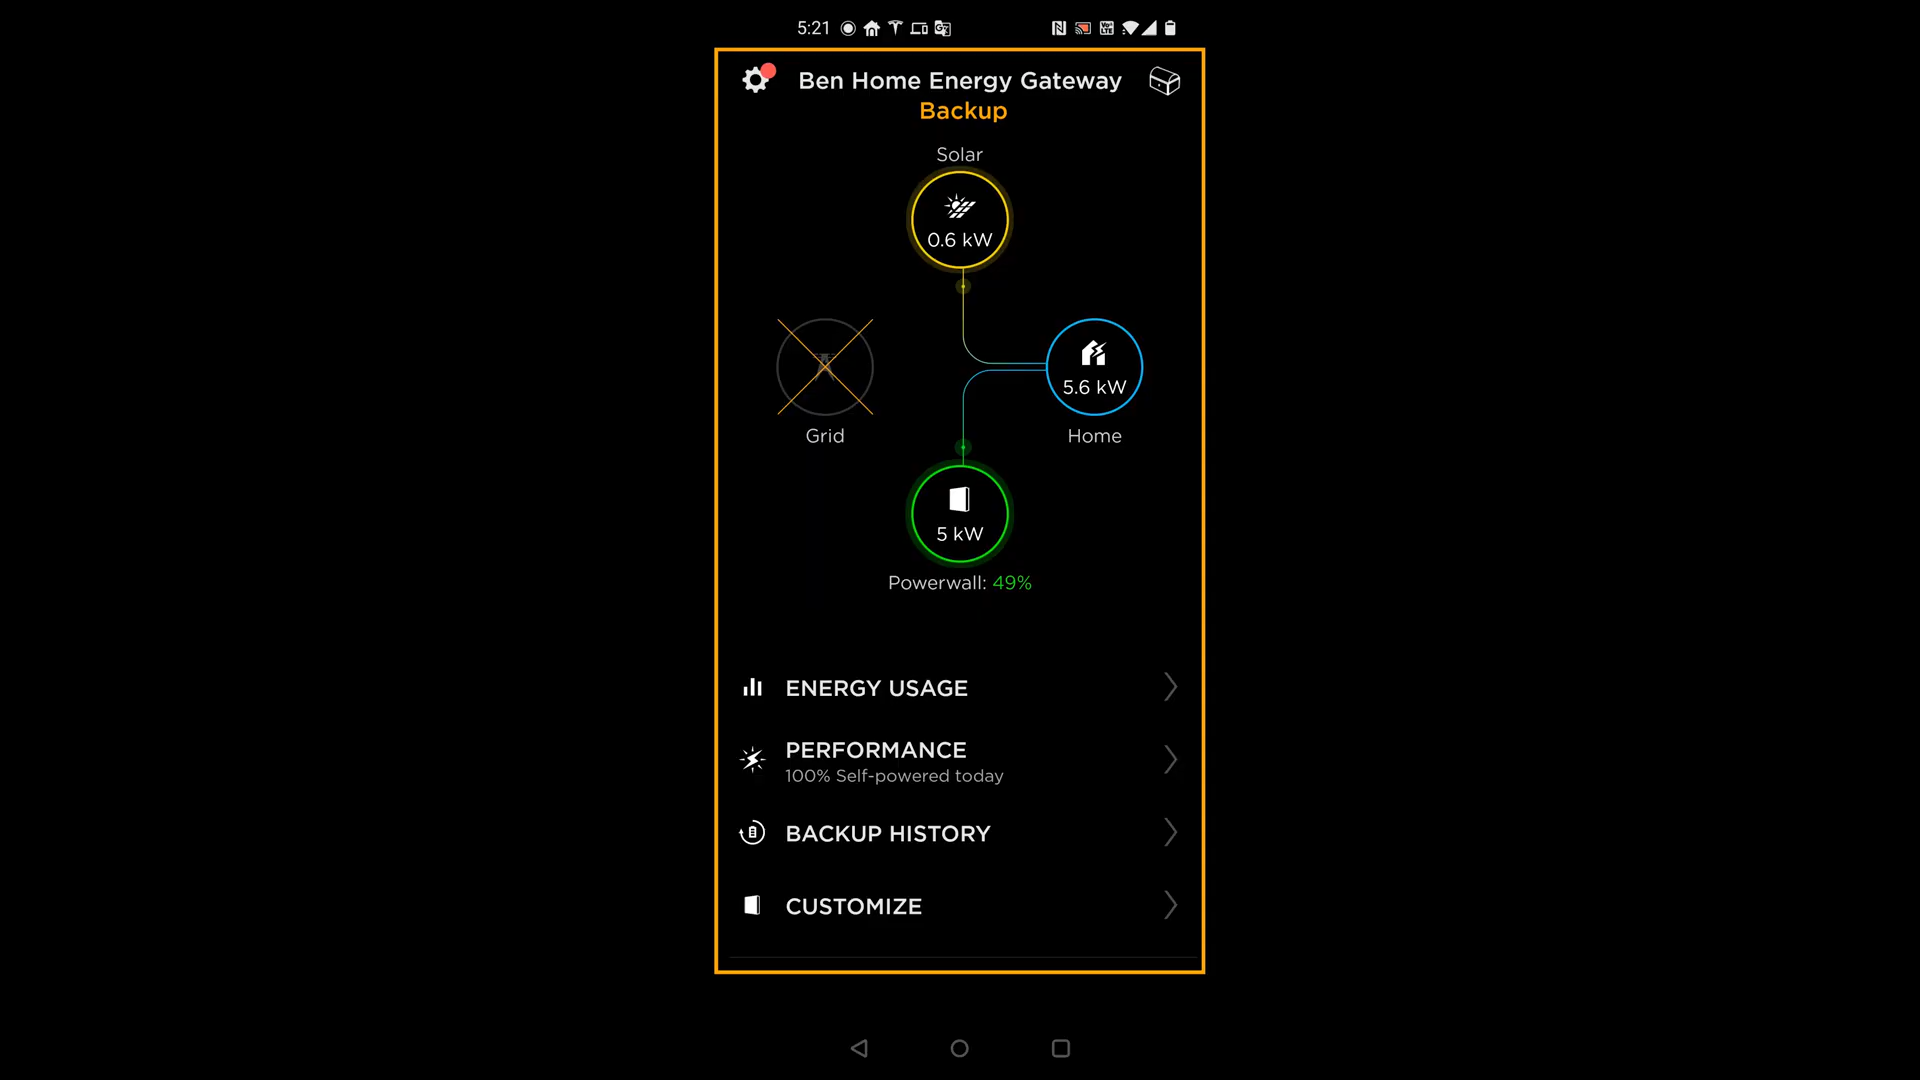 5:21
Ben Home Energy Gateway
Backup
Solar
0.6 kW
5.6 kW
Grid
Home
5 kW
Powerwall: 49%
ENERGY USAGE
PERFORMANCE
100% Self-powered today
BACKUP HISTORY
CUSTOMIZE